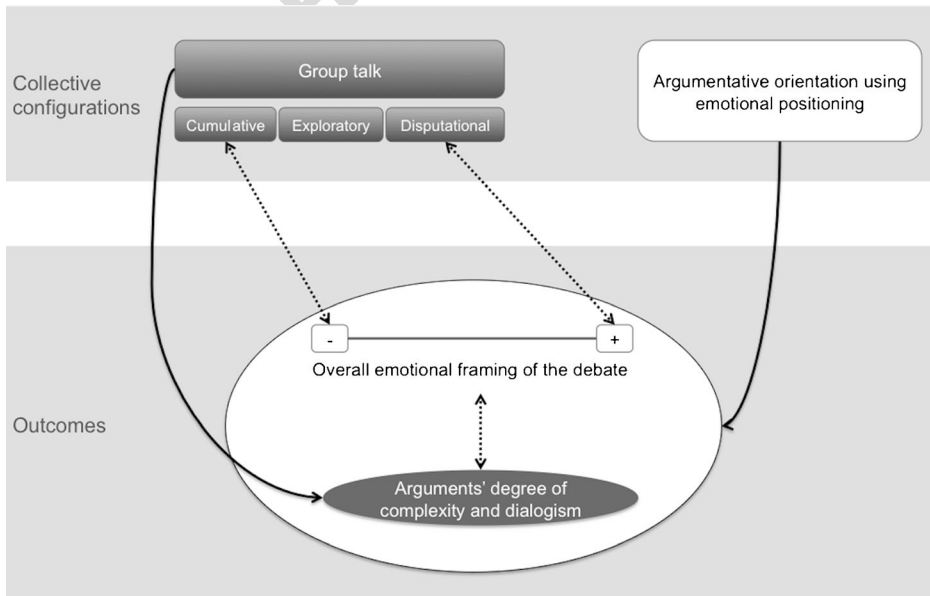 Collective
configurations
Group talk
Cumulative
Exploratory
Disputational
Argumentative orientation using
emotional positioning
Outcomes
-
+
Overall emotional framing of the debate
Arguments' degree of
complexity and dialogism